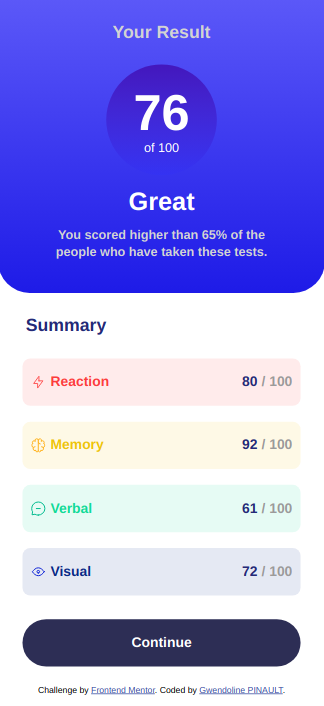 Your Result
76
of 100
Great
You scored higher than 65% of the
people who have taken these tests.
Summary
Reaction 80 / 100
Memory 92 / 100
Verbal 61 / 100
Visual 72 / 100
Continue
Challenge by Frontend Mentor. Coded by Gwendoline PINAULT.